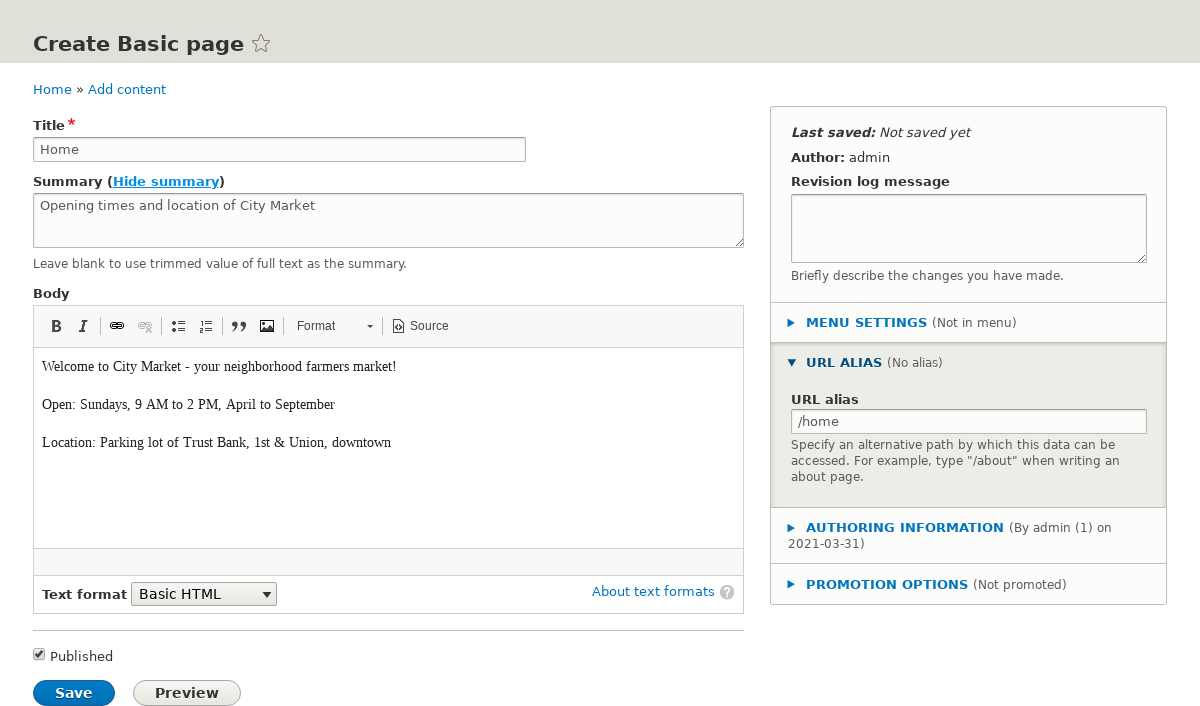 Create Basic page
Home » Add content
Title*
Home
Summary (Hide summary)
Opening times and location of City Market
Leave blank to use trimmed value of full text as the summary.
Body
B I Format Source
Welcome to City Market - your neighborhood farmers market!
Open: Sundays, 9 AM to 2 PM, April to September
Location: Parking lot of Trust Bank, 1st & Union, downtown
Text format Basic HTML About text formats ?
Published
Save Preview
Last saved: Not saved yet
Author: admin
Revision log message
Briefly describe the changes you have made.
MENU SETTINGS (Not in menu)
URL ALIAS (No alias)
URL alias
/home
Specify an alternative path by which this data can be
accessed. For example, type "/about" when writing an
about page.
AUTHORING INFORMATION (By admin (1) on
2021-03-31)
PROMOTION OPTIONS (Not promoted)